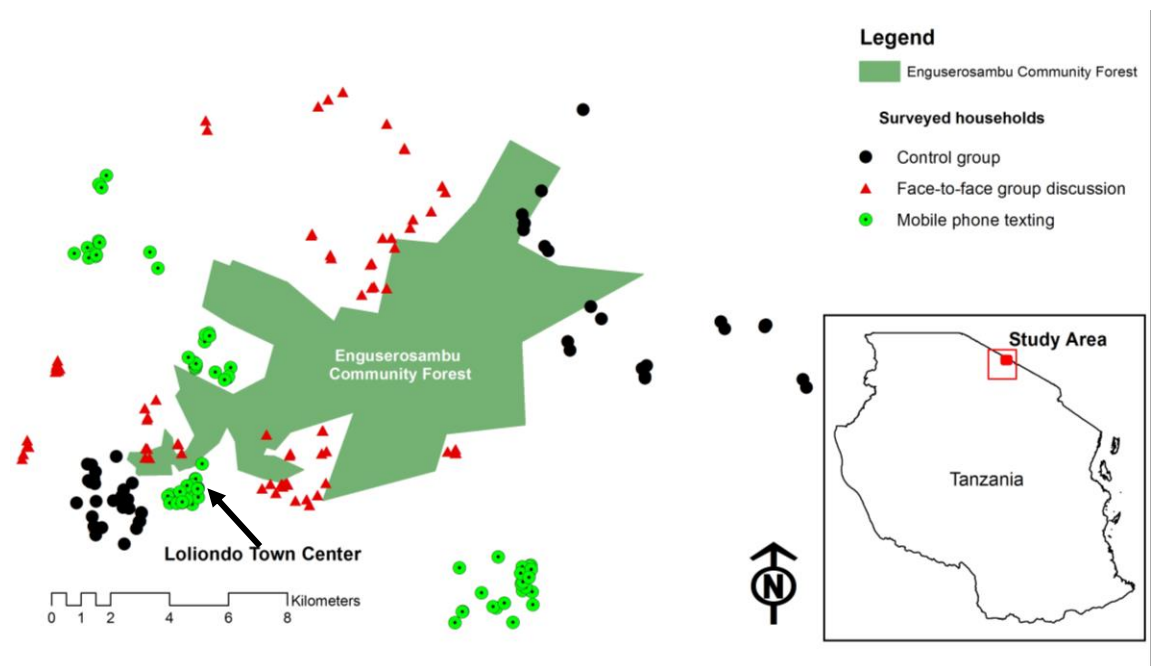 Legend
Enguserosambu Community Forest
Surveyed households
Control group
Face-to-face group discussion
Mobile phone texting
Enguserosambu
Community Forest
Study Area
Tanzania
Loliondo Town Center
Kilometers
0 1 2 4 6 8
N